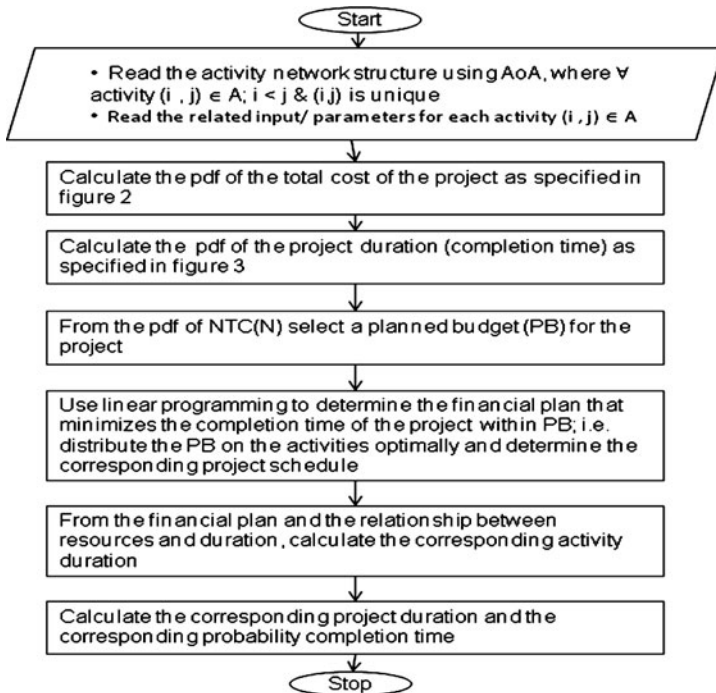 Start
• Read the activity network structure using AoA, where ∀
activity (i , j) ∈ A; i < j & (i,j) is unique
• Read the related input/ parameters for each activity (i , j) ∈ A
Calculate the pdf of the total cost of the project as specified in
figure 2
Calculate the pdf of the project duration (completion time) as
specified in figure 3
From the pdf of NTC(N) select a planned budget (PB) for the
project
Use linear programming to determine the financial plan that
minimizes the completion time of the project within PB; i.e.
distribute the PB on the activities optimally and determine the
corresponding project schedule
From the financial plan and the relationship between
resources and duration, calculate the corresponding activity
duration
Calculate the corresponding project duration and the
corresponding probability completion time
Stop